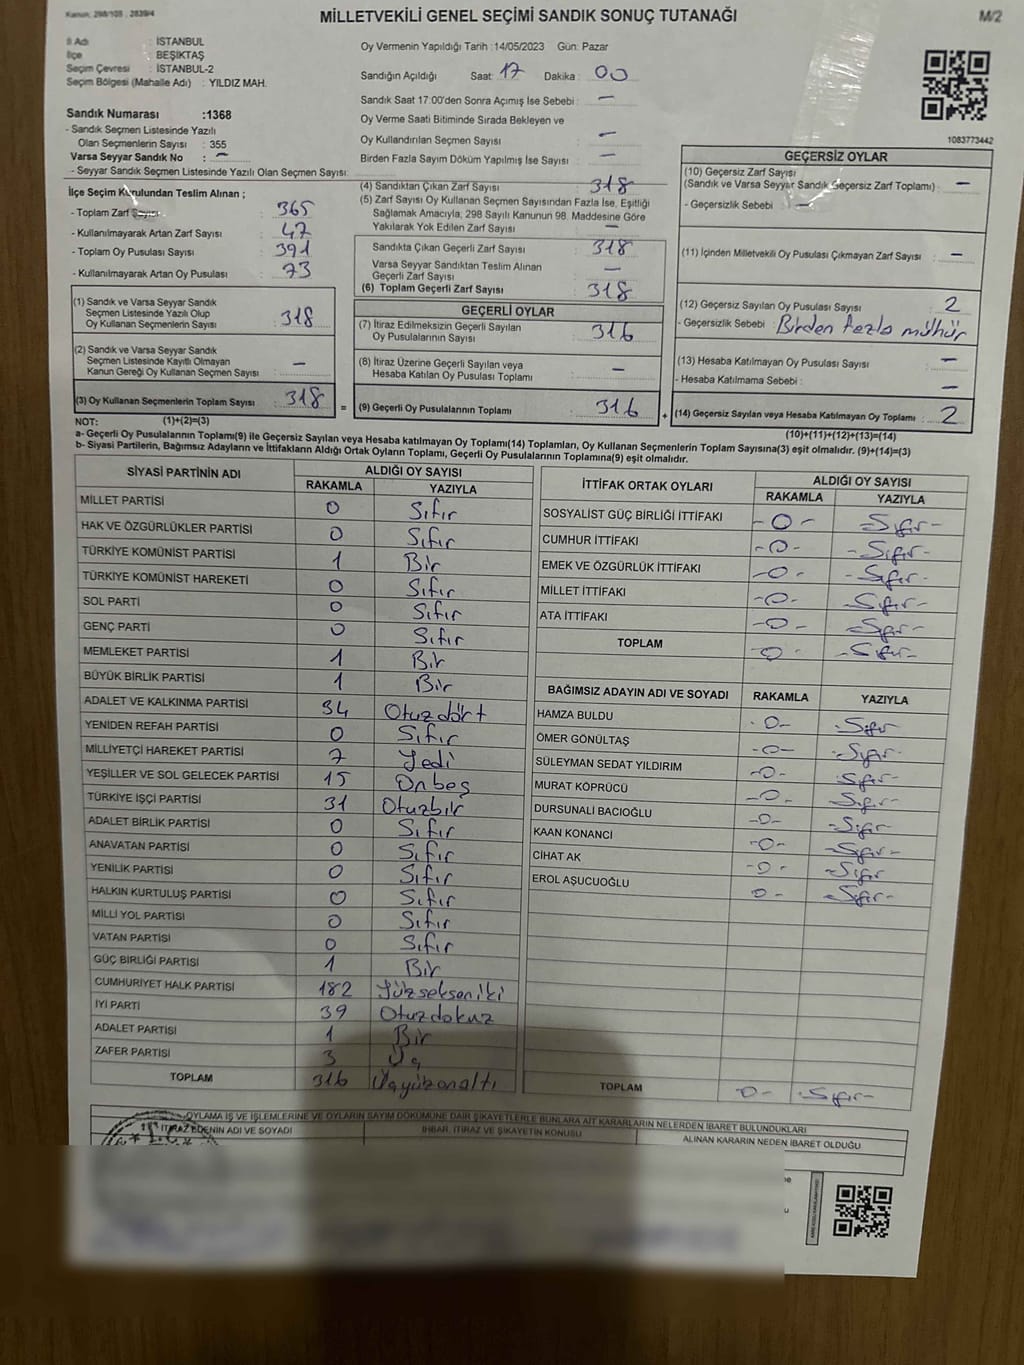 Kanun: 298/105 , 2839/4
MİLLETVEKİLİ GENEL SEÇİMİ SANDIK SONUÇ TUTANAĞI
M/2
İl Adı : İSTANBUL
İlçe : BEŞİKTAŞ
Seçim Çevresi : İSTANBUL-2
Seçim Bölgesi (Mahalle Adı) : YILDIZ MAH.
Oy Vermenin Yapıldığı Tarih :14/05/2023 Gün: Pazar
Sandığın Açıldığı Saat: 17 Dakika : 00
Sandık Saat 17:00'den Sonra Açımış İse Sebebi : —
Oy Verme Saati Bitiminde Sırada Bekleyen ve
Oy Kullandırılan Seçmen Sayısı : —
Birden Fazla Sayım Döküm Yapılmış İse Sayısı : —
1083773442
Sandık Numarası :1368
- Sandık Seçmen Listesinde Yazılı
Olan Seçmenlerin Sayısı : 355
Varsa Seyyar Sandık No : —
- Seyyar Sandık Seçmen Listesinde Yazılı Olan Seçmen Sayısı:
İlçe Seçim Kurulundan Teslim Alınan ;
- Toplam Zarf Sayısı : 365
- Kullanılmayarak Artan Zarf Sayısı : 47
- Toplam Oy Pusulası Sayısı : 391
- Kullanılmayarak Artan Oy Pusulası : 73
(1) Sandık ve Varsa Seyyar Sandık
Seçmen Listesinde Yazılı Olup
Oy Kullanan Seçmenlerin Sayısı : 318
(2) Sandık ve Varsa Seyyar Sandık
Seçmen Listesinde Kayıtlı Olmayan
Kanun Gereği Oy Kullanan Seçmen Sayısı : —
(3) Oy Kullanan Seçmenlerin Toplam Sayısı : 318
NOT: (1)+(2)=(3)
(4) Sandıktan Çıkan Zarf Sayısı : 318
(5) Zarf Sayısı Oy Kullanan Seçmen Sayısından Fazla İse, Eşitliği
Sağlamak Amacıyla, 298 Sayılı Kanunun 98. Maddesine Göre
Yakılarak Yok Edilen Zarf Sayısı : —
Sandıkta Çıkan Geçerli Zarf Sayısı : 318
Varsa Seyyar Sandıktan Teslim Alınan
Geçerli Zarf Sayısı : —
(6) Toplam Geçerli Zarf Sayısı : 318
GEÇERLİ OYLAR
(7) İtiraz Edilmeksizin Geçerli Sayılan
Oy Pusulalarının Sayısı : 316
(8) İtiraz Üzerine Geçerli Sayılan veya
Hesaba Katılan Oy Pusulası Toplamı : —
= (9) Geçerli Oy Pusulalarının Toplamı : 316 +
GEÇERSİZ OYLAR
(10) Geçersiz Zarf Sayısı
(Sandık ve Varsa Seyyar Sandık Geçersiz Zarf Toplamı) : —
- Geçersizlik Sebebi : —
(11) İçinden Milletvekili Oy Pusulası Çıkmayan Zarf Sayısı : —
(12) Geçersiz Sayılan Oy Pusulası Sayısı : 2
- Geçersizlik Sebebi : Birden fazla mühür
(13) Hesaba Katılmayan Oy Pusulası Sayısı : —
- Hesaba Katılmama Sebebi : —
(14) Geçersiz Sayılan veya Hesaba Katılmayan Oy Toplamı : 2
(10)+(11)+(12)+(13)=(14)
a- Geçerli Oy Pusulalarının Toplamı(9) ile Geçersiz Sayılan veya Hesaba katılmayan Oy Toplamı(14) Toplamları, Oy Kullanan Seçmenlerin Toplam Sayısına(3) eşit olmalıdır. (9)+(14)=(3)
b- Siyasi Partilerin, Bağımsız Adayların ve İttifakların Aldığı Ortak Oyların Toplamı, Geçerli Oy Pusulalarının Toplamına(9) eşit olmalıdır.
SİYASİ PARTİNİN ADI ALDIĞI OY SAYISI
RAKAMLA YAZIYLA
MİLLET PARTİSİ 0 Sıfır
HAK VE ÖZGÜRLÜKLER PARTİSİ 0 Sıfır
TÜRKİYE KOMÜNİST PARTİSİ 1 Bir
TÜRKİYE KOMÜNİST HAREKETİ 0 Sıfır
SOL PARTİ 0 Sıfır
GENÇ PARTİ 0 Sıfır
MEMLEKET PARTİSİ 1 Bir
BÜYÜK BİRLİK PARTİSİ 1 Bir
ADALET VE KALKINMA PARTİSİ 34 Otuzdört
YENİDEN REFAH PARTİSİ 0 Sıfır
MİLLİYETÇİ HAREKET PARTİSİ 7 Yedi
YEŞİLLER VE SOL GELECEK PARTİSİ 15 Onbeş
TÜRKİYE İŞÇİ PARTİSİ 31 Otuzbir
ADALET BİRLİK PARTİSİ 0 Sıfır
ANAVATAN PARTİSİ 0 Sıfır
YENİLİK PARTİSİ 0 Sıfır
HALKIN KURTULUŞ PARTİSİ 0 Sıfır
MİLLİ YOL PARTİSİ 0 Sıfır
VATAN PARTİSİ 0 Sıfır
GÜÇ BİRLİĞİ PARTİSİ 1 Bir
CUMHURİYET HALK PARTİSİ 182 Yüzsekseniki
İYİ PARTİ 39 Otuzdokuz
ADALET PARTİSİ 1 Bir
ZAFER PARTİSİ 3 Üç
TOPLAM 316 Üçyüzonaltı
İTTİFAK ORTAK OYLARI ALDIĞI OY SAYISI
RAKAMLA YAZIYLA
SOSYALİST GÜÇ BİRLİĞİ İTTİFAKI -0- -Sıfır-
CUMHUR İTTİFAKI -0- -Sıfır-
EMEK VE ÖZGÜRLÜK İTTİFAKI -0- -Sıfır-
MİLLET İTTİFAKI -0- -Sıfır-
ATA İTTİFAKI -0- -Sıfır-
TOPLAM -0- -Sıfır-
BAĞIMSIZ ADAYIN ADI VE SOYADI RAKAMLA YAZIYLA
HAMZA BULDU -0- -Sıfır
ÖMER GÖNÜLTAŞ -0- -Sıfır-
SÜLEYMAN SEDAT YILDIRIM -0- -Sıfır-
MURAT KÖPRÜCÜ -0- -Sıfır-
DURSUNALİ BACIOĞLU -0- -Sıfır-
KAAN KONANCİ -0- -Sıfır-
CİHAT AK -0- -Sıfır
EROL AŞUCUOĞLU 0- -Sıfır-
TOPLAM -0- -Sıfır-
OYLAMA İŞ VE İŞLEMLERİNE VE OYLARIN SAYIM DÖKÜMÜNE DAİR ŞİKAYETLERLE BUNLARA AİT KARARLARIN NELERDEN İBARET BULUNDUKLARI
İTİRAZ EDENİN ADI VE SOYADI İHBAR, İTİRAZ VE ŞİKAYETİN KONUSU ALINAN KARARIN NEDEN İBARET OLDUĞU